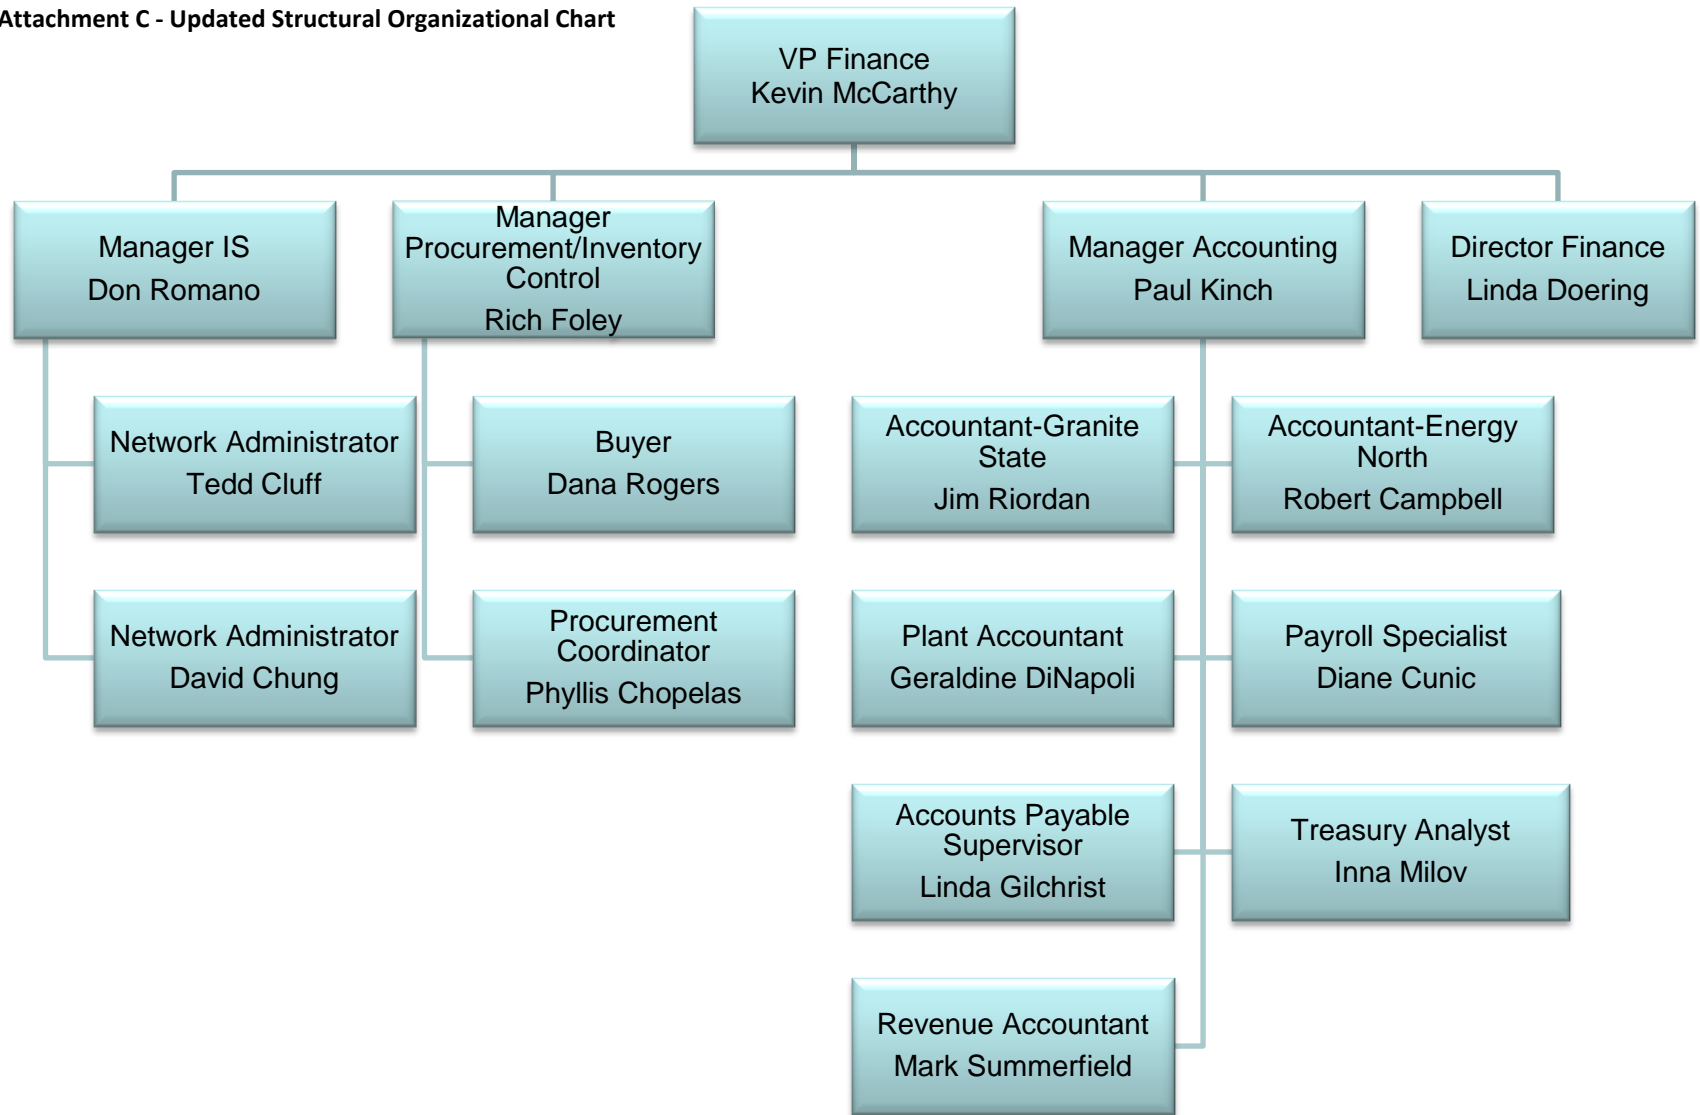 Attachment C - Updated Structural Organizational Chart
VP Finance
Kevin McCarthy
Manager IS
Don Romano
Manager
Procurement/Inventory
Control
Rich Foley
Manager Accounting
Paul Kinch
Director Finance
Linda Doering
Network Administrator
Tedd Cluff
Buyer
Dana Rogers
Accountant-Granite
State
Jim Riordan
Accountant-Energy
North
Robert Campbell
Network Administrator
David Chung
Procurement
Coordinator
Phyllis Chopelas
Plant Accountant
Geraldine DiNapoli
Payroll Specialist
Diane Cunic
Accounts Payable
Supervisor
Linda Gilchrist
Treasury Analyst
Inna Milov
Revenue Accountant
Mark Summerfield